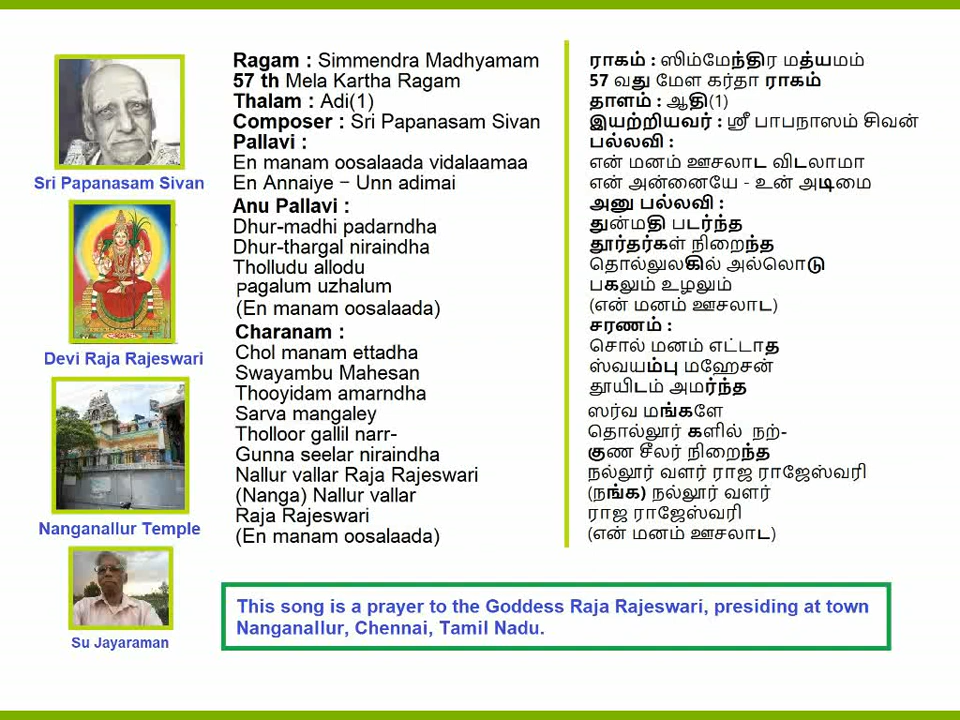 Sri Papanasam Sivan
Devi Raja Rajeswari
Nanganallur Temple
Su Jayaraman
Ragam : Simmendra Madhyamam
57 th Mela Kartha Ragam
Thalam : Adi(1)
Composer : Sri Papanasam Sivan
Pallavi :
En manam oosalaada vidalaamaa
En Annaiye – Unn adimai
Anu Pallavi :
Dhur-madhi padarndha
Dhur-thargal niraindha
Tholludu allodu
pagalum uzhalum
(En manam oosalaada)
Charanam :
Chol manam ettadha
Swayambu Mahesan
Thooyidam amarndha
Sarva mangaley
Tholloor gallil narr-
Gunna seelar niraindha
Nallur vallar Raja Rajeswari
(Nanga) Nallur vallar
Raja Rajeswari
(En manam oosalaada)
ராகம் : ஸிம்மேந்திர மத்யமம்
57 வது மேள கர்தா ராகம்
தாளம் : ஆதி(1)
இயற்றியவர் : ஸ்ரீ பாபநாஸம் சிவன்
பல்லவி :
என் மனம் ஊசலாட விடலாமா
என் அன்னையே - உன் அடிமை
அனு பல்லவி :
துன்மதி படர்ந்த
தூர்தர்கள் நிறைந்த
தொல்லுலகில் அல்லொடு
பகலும் உழலும்
(என் மனம் ஊசலாட)
சரணம் :
சொல் மனம் எட்டாத
ஸ்வயம்பு மஹேசன்
தூயிடம் அமர்ந்த
ஸர்வ மங்களே
தொல்லூர் களில் நற்-
குண சீலர் நிறைந்த
நல்லூர் வளர் ராஜ ராஜேஸ்வரி
(நங்க) நல்லூர் வளர்
ராஜ ராஜேஸ்வரி
(என் மனம் ஊசலாட)
This song is a prayer to the Goddess Raja Rajeswari, presiding at town
Nanganallur, Chennai, Tamil Nadu.